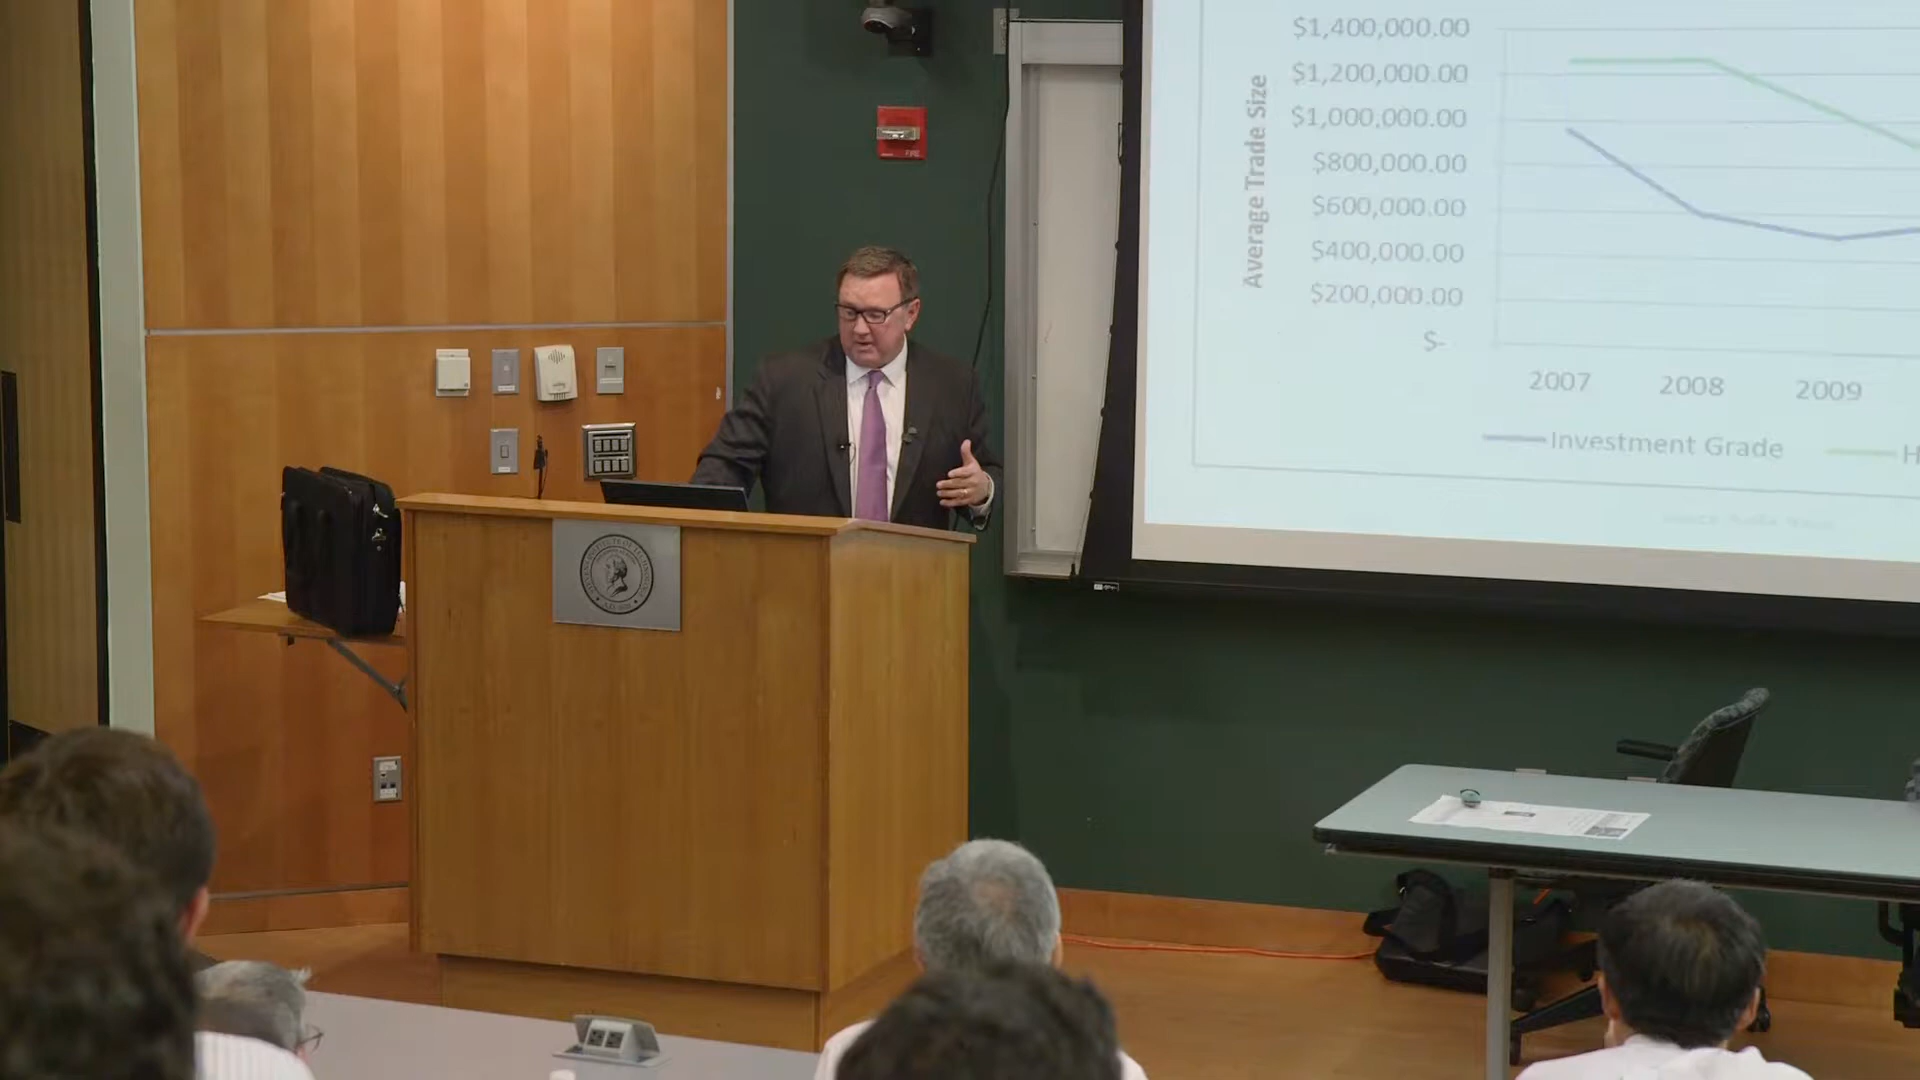 $1,400,000.00
$1,200,000.00
$1,000,000.00
$800,000.00
$600,000.00
$400,000.00
$200,000.00
$-
Average Trade Size
2007 2008 2009
Investment Grade H
FIRE